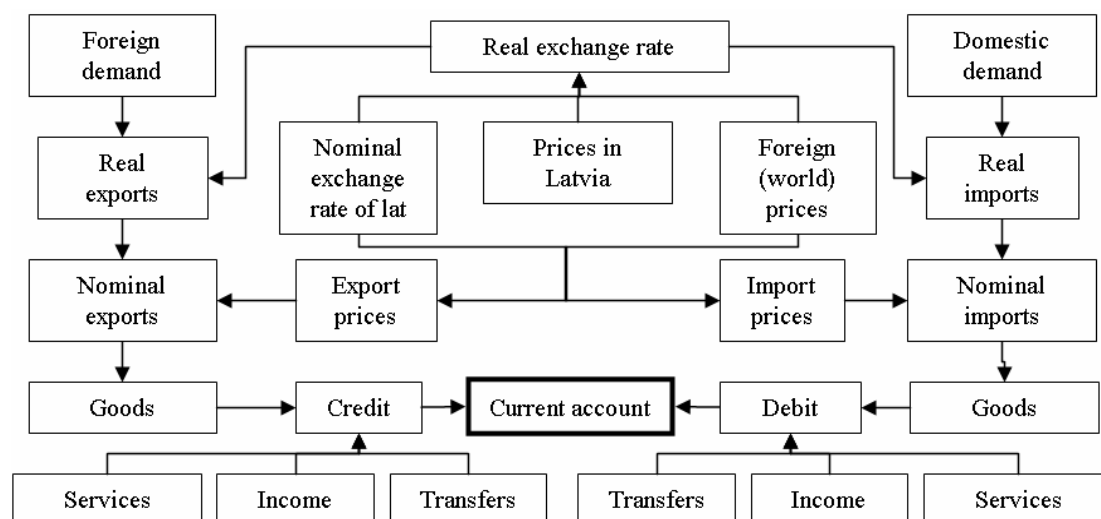 Foreign
demand
Real exchange rate
Domestic
demand
Real
exports
Nominal
exchange
rate of lat
Prices in
Latvia
Foreign
(world)
prices
Real
imports
Nominal
exports
Export
prices
Import
prices
Nominal
imports
Goods
Credit
Current account
Debit
Goods
Services
Income
Transfers
Transfers
Income
Services